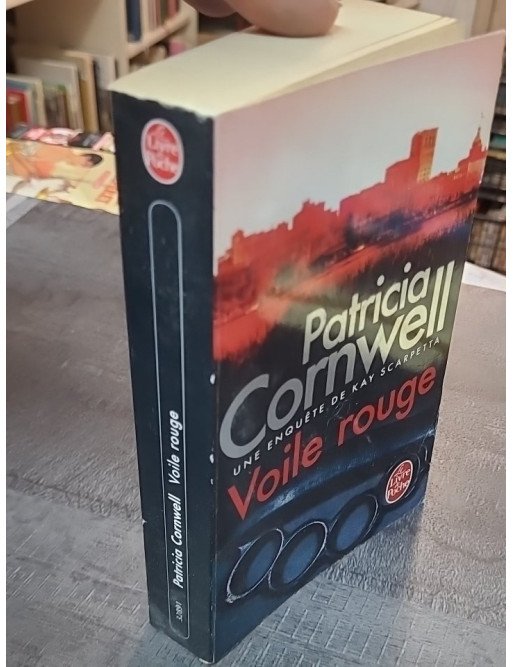 Le
Livre
de
Poche
32891 Patricia Cornwell Voile rouge
Patricia
Cornwell
UNE ENQUÊTE DE KAY SCARPETTA
Voile rouge
Le
Livre
de
Poche